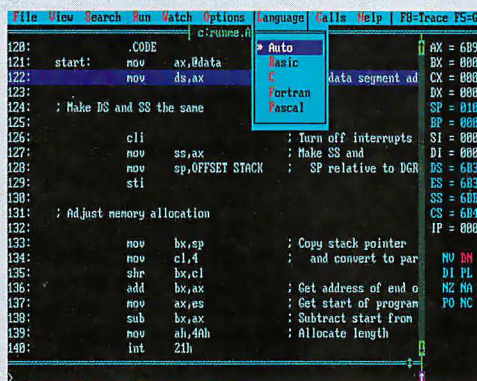 File View Search Run Watch Options Language Calls Help | F8=Trace F5=G
c:runme.A
120: .CODE
» Auto
AX = 6B9
121: start: mov ax,@data
Basic
BX = 000
122: mov ds,ax
C
data segment ad
CX = 000
123:
Fortran
DX = 000
124: ; Make DS and SS the same
Pascal
SP = 010
125:
BP = 000
126: cli ; Turn off interrupts
SI = 000
127: mov ss,ax ; Make SS and
DI = 000
128: mov sp,OFFSET STACK ; SP relative to DGR
DS = 6B3
129: sti
ES = 6B3
130:
SS = 6BD
131: ; Adjust memory allocation
CS = 6B4
132:
IP = 000
133: mov bx,sp ; Copy stack pointer
134: mov cl,4 ; and convert to par
NV DN
135: shr bx,cl
DI PL
136: add bx,ax ; Get address of end o
NZ NA
137: mov ax,es ; Get start of program
PO NC
138: sub bx,ax ; Subtract start from
139: mov ah,4Ah ; Allocate length
140: int 21h
>